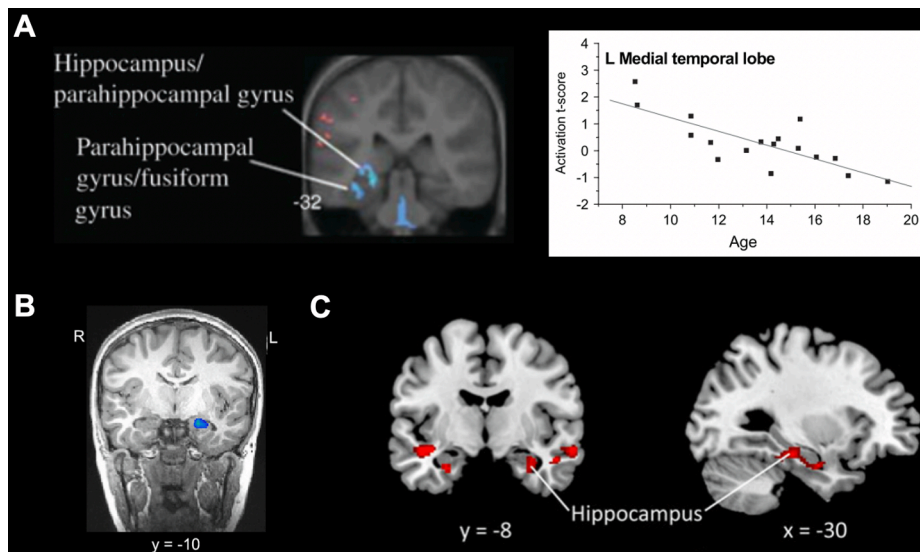 A
Hippocampus/
parahippocampal gyrus
Parahippocampal
gyrus/fusiform
gyrus
-32
L Medial temporal lobe
Activation t-score
4
3
2
1
0
-1
-2
8 10 12 14 16 18 20
Age
B
R L
y = -10
C
Hippocampus
y = -8 x = -30